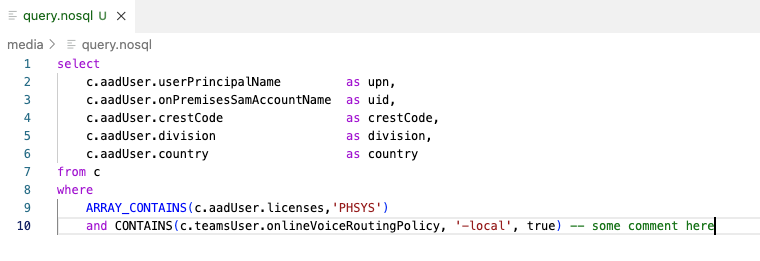 query.nosql U ×
media > query.nosql
1 select
2     c.aadUser.userPrincipalName         as upn,
3     c.aadUser.onPremisesSamAccountName  as uid,
4     c.aadUser.crestCode                 as crestCode,
5     c.aadUser.division                  as division,
6     c.aadUser.country                   as country
7 from c
8 where
9     ARRAY_CONTAINS(c.aadUser.licenses,'PHSYS')
10     and CONTAINS(c.teamsUser.onlineVoiceRoutingPolicy, '-local', true) -- some comment here